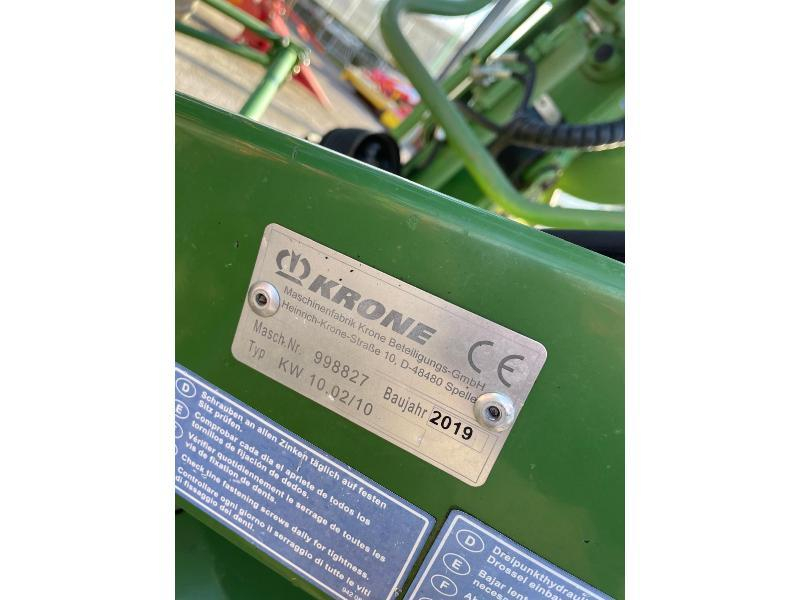 KRONE
Maschinenfabrik Krone Beteiligungs-GmbH
Heinrich-Krone-Straße 10, D-48480 Spelle
CE
Masch.Nr. 998827 Baujahr 2019
Typ KW 10.02/10
D Schrauben an allen Zinken täglich auf festen
Sitz prüfen.
E Comprobar cada dia el apriete de todos los
tornillos de fijación de dedos.
Vérifier quotidiennement le serrage de toutes les
vis de fixation de dents.
Check tine fastening screws daily for tightness.
Controllare ogni giorno il serraggio di tutte le viti
di fissaggio dei denti.
942
D Dreipunkthydraulik
Drossel einbau
E Bajar len
neces
F